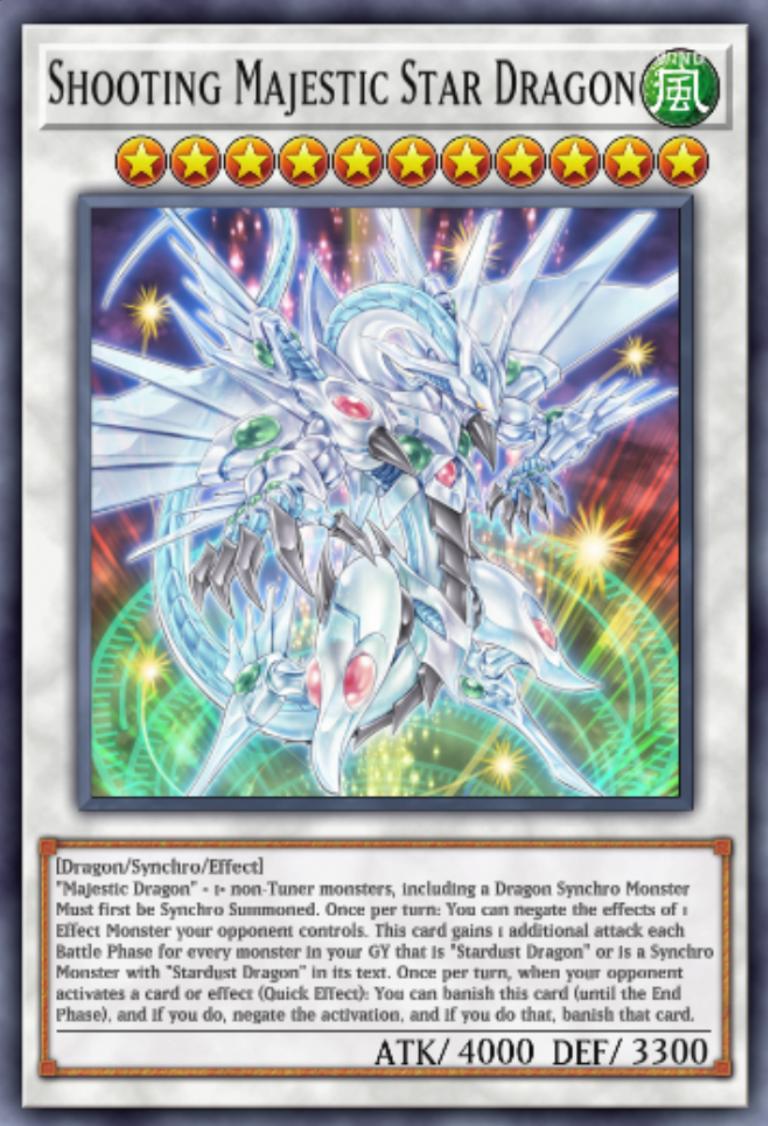 SHOOTING MAJESTIC STAR DRAGON
WIND
風
[Dragon/Synchro/Effect]
"Majestic Dragon" + 1+ non-Tuner monsters, including a Dragon Synchro Monster
Must first be Synchro Summoned. Once per turn: You can negate the effects of 1
Effect Monster your opponent controls. This card gains 1 additional attack each
Battle Phase for every monster in your GY that is "Stardust Dragon" or is a Synchro
Monster with "Stardust Dragon" in its text. Once per turn, when your opponent
activates a card or effect (Quick Effect): You can banish this card (until the End
Phase), and if you do, negate the activation, and if you do that, banish that card.
ATK/ 4000 DEF/ 3300